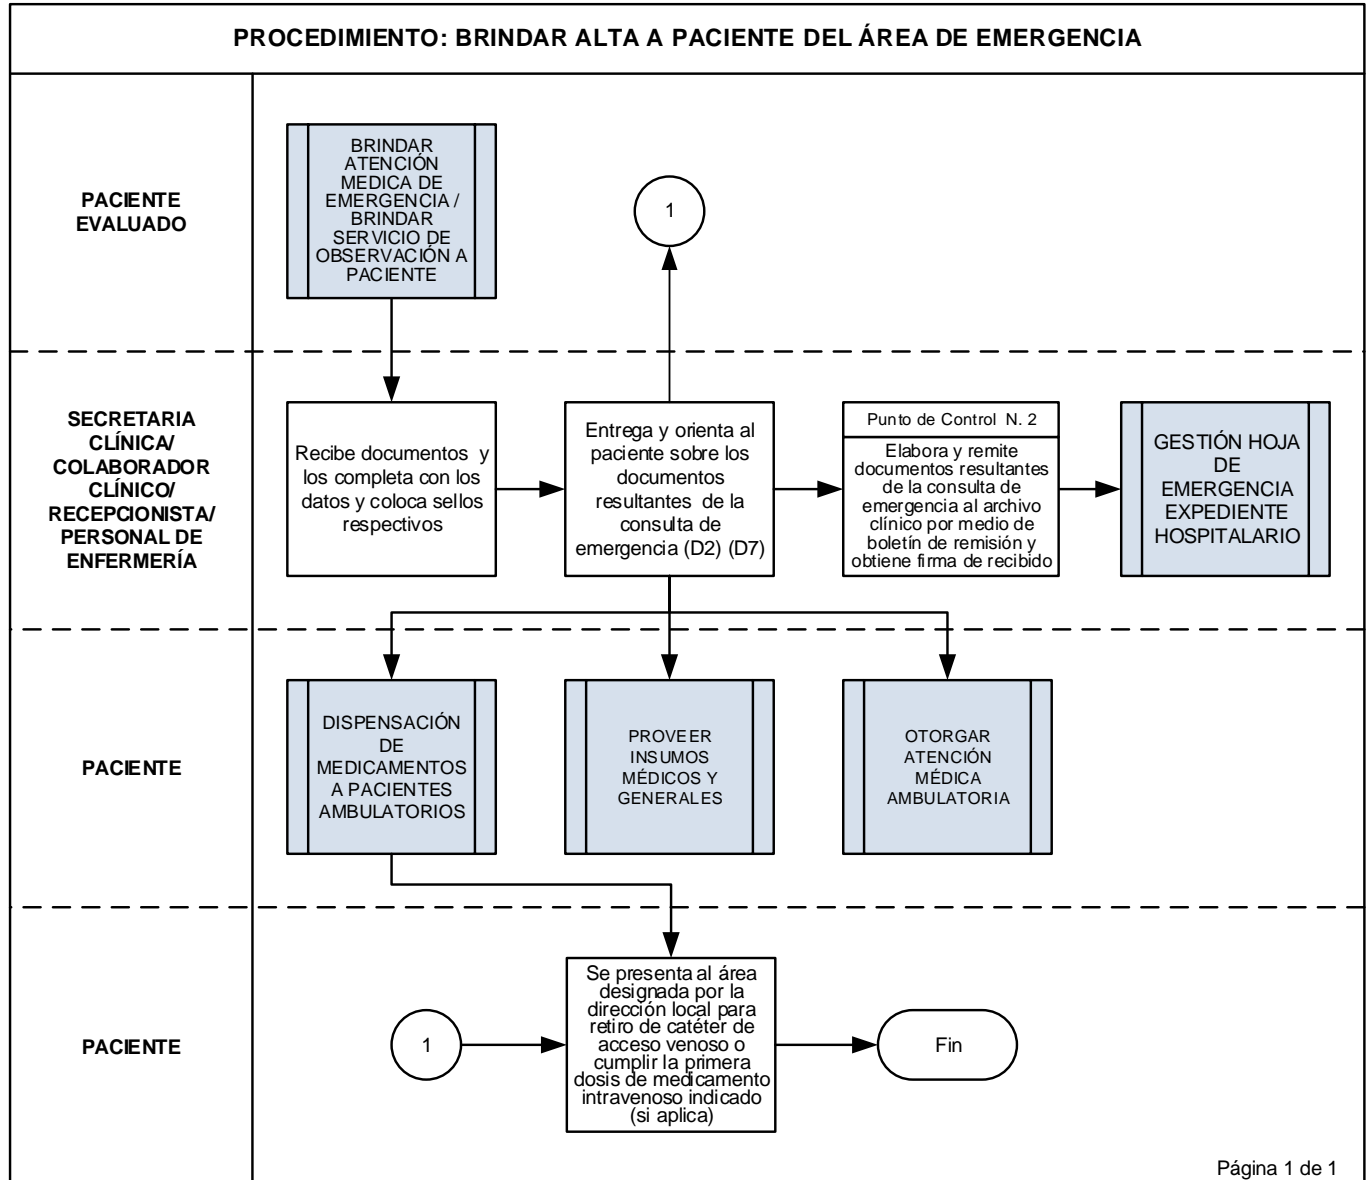 PROCEDIMIENTO: BRINDAR ALTA A PACIENTE DEL ÁREA DE EMERGENCIA
PACIENTE
EVALUADO
BRINDAR
ATENCIÓN
MEDICA DE
EMERGENCIA /
BRINDAR
SERVICIO DE
OBSERVACIÓN A
PACIENTE
1
SECRETARIA
CLÍNICA/
COLABORADOR
CLÍNICO/
RECEPCIONISTA/
PERSONAL DE
ENFERMERÍA
Recibe documentos y
los completa con los
datos y coloca sellos
respectivos
Entrega y orienta al
paciente sobre los
documentos
resultantes de la
consulta de
emergencia (D2) (D7)
Punto de Control N. 2
Elabora y remite
documentos resultantes
de la consulta de
emergencia al archivo
clínico por medio de
boletín de remisión y
obtiene firma de recibido
GESTIÓN HOJA
DE
EMERGENCIA
EXPEDIENTE
HOSPITALARIO
PACIENTE
DISPENSACIÓN
DE
MEDICAMENTOS
A PACIENTES
AMBULATORIOS
PROVEER
INSUMOS
MÉDICOS Y
GENERALES
OTORGAR
ATENCIÓN
MÉDICA
AMBULATORIA
PACIENTE
1
Se presenta al área
designada por la
dirección local para
retiro de catéter de
acceso venoso o
cumplir la primera
dosis de medicamento
intravenoso indicado
(si aplica)
Fin
Página 1 de 1